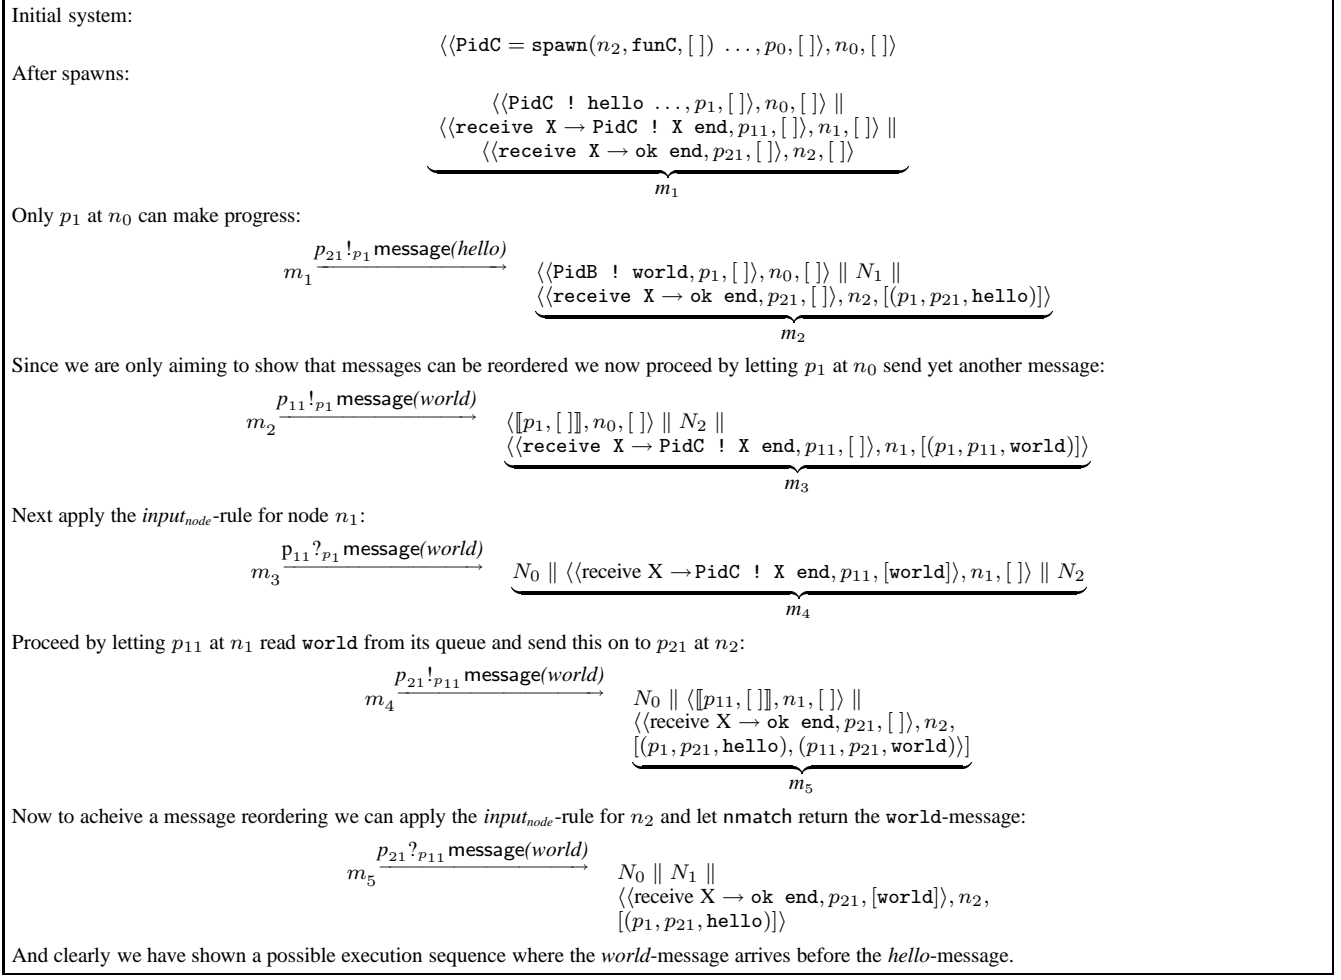 Initial system:
⟨⟨PidC = spawn(n₂, funC, [ ]) …, p₀, [ ]⟩, n₀, [ ]⟩
After spawns:
⟨⟨PidC ! hello …, p₁, [ ]⟩, n₀, [ ]⟩ ∥
⟨⟨receive X → PidC ! X end, p₁₁, [ ]⟩, n₁, [ ]⟩ ∥
⟨⟨receive X → ok end, p₂₁, [ ]⟩, n₂, [ ]⟩
m₁
Only p₁ at n₀ can make progress:
p₂₁!ₚ₁ message(hello)
m₁ ⟶ ⟨⟨PidB ! world, p₁, [ ]⟩, n₀, [ ]⟩ ∥ N₁ ∥
⟨⟨receive X → ok end, p₂₁, [ ]⟩, n₂, [(p₁, p₂₁, hello)]⟩
m₂
Since we are only aiming to show that messages can be reordered we now proceed by letting p₁ at n₀ send yet another message:
p₁₁!ₚ₁ message(world)
m₂ ⟶ ⟨⟦p₁, [ ]⟧, n₀, [ ]⟩ ∥ N₂ ∥
⟨⟨receive X → PidC ! X end, p₁₁, [ ]⟩, n₁, [(p₁, p₁₁, world)]⟩
m₃
Next apply the input_node-rule for node n₁:
p₁₁?ₚ₁ message(world)
m₃ ⟶ N₀ ∥ ⟨⟨receive X →PidC ! X end, p₁₁, [world]⟩, n₁, [ ]⟩ ∥ N₂
m₄
Proceed by letting p₁₁ at n₁ read world from its queue and send this on to p₂₁ at n₂:
p₂₁!ₚ₁₁ message(world)
m₄ ⟶ N₀ ∥ ⟨⟦p₁₁, [ ]⟧, n₁, [ ]⟩ ∥
⟨⟨receive X → ok end, p₂₁, [ ]⟩, n₂,
[(p₁, p₂₁, hello), (p₁₁, p₂₁, world)⟩]
m₅
Now to acheive a message reordering we can apply the input_node-rule for n₂ and let nmatch return the world-message:
p₂₁?ₚ₁₁ message(world)
m₅ ⟶ N₀ ∥ N₁ ∥
⟨⟨receive X → ok end, p₂₁, [world]⟩, n₂,
[(p₁, p₂₁, hello)]⟩
And clearly we have shown a possible execution sequence where the world-message arrives before the hello-message.